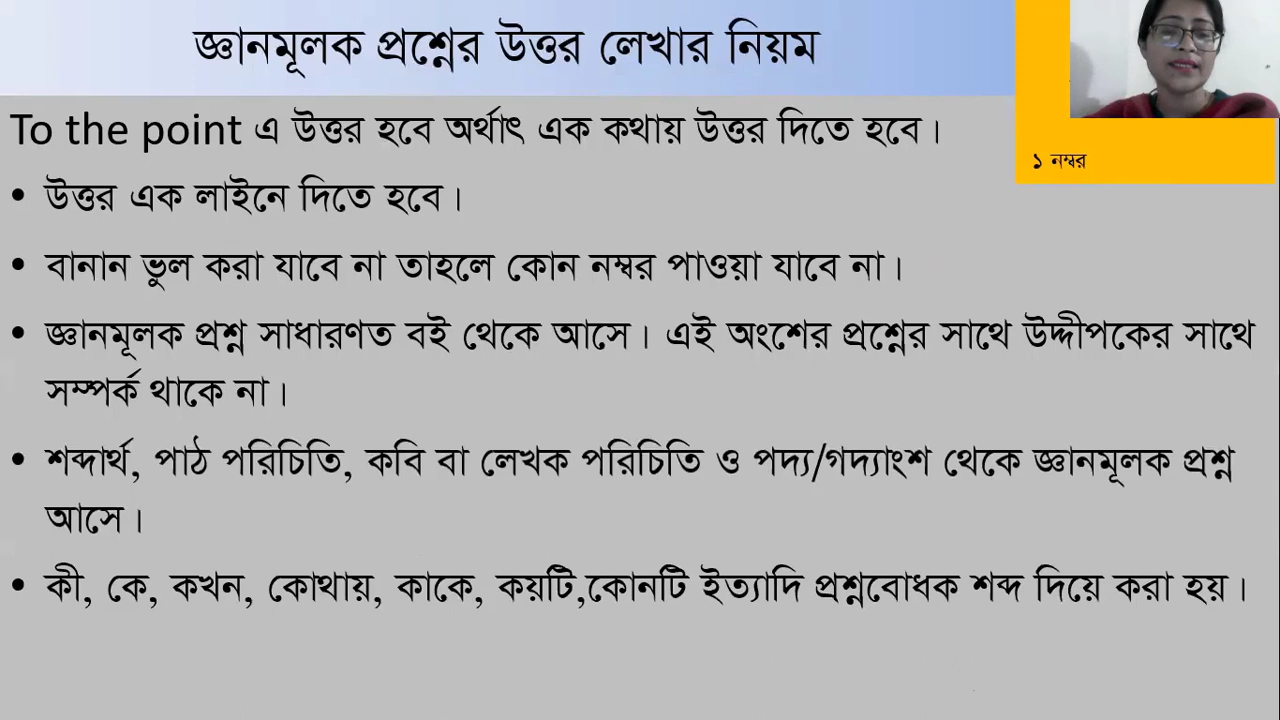 জ্ঞানমূলক প্রশ্নের উত্তর লেখার নিয়ম
To the point এ উত্তর হবে অর্থাৎ এক কথায় উত্তর দিতে হবে।
১ নম্বর
• উত্তর এক লাইনে দিতে হবে।
• বানান ভুল করা যাবে না তাহলে কোন নম্বর পাওয়া যাবে না।
• জ্ঞানমূলক প্রশ্ন সাধারণত বই থেকে আসে। এই অংশের প্রশ্নের সাথে উদ্দীপকের সাথে
সম্পর্ক থাকে না।
• শব্দার্থ, পাঠ পরিচিতি, কবি বা লেখক পরিচিতি ও পদ্য/গদ্যাংশ থেকে জ্ঞানমূলক প্রশ্ন
আসে।
• কী, কে, কখন, কোথায়, কাকে, কয়টি,কোনটি ইত্যাদি প্রশ্নবোধক শব্দ দিয়ে করা হয়।